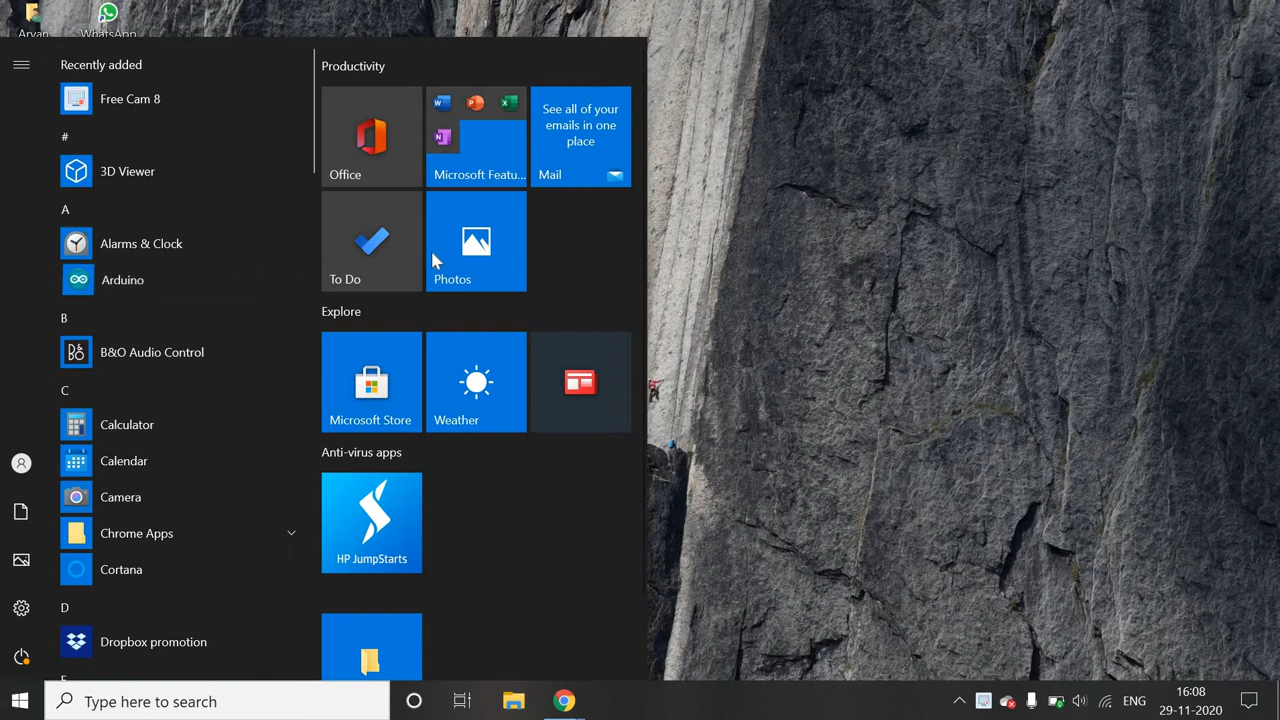 Aryan
WhatsApp
Recently added
Free Cam 8
#
3D Viewer
A
Alarms & Clock
Arduino
B
B&O Audio Control
C
Calculator
Calendar
Camera
Chrome Apps
Cortana
D
Dropbox promotion
Productivity
Office
Microsoft Featu...
See all of your
emails in one
place
Mail
To Do
Photos
Explore
Microsoft Store
Weather
Anti-virus apps
HP JumpStarts
Type here to search
ENG
16:08
29-11-2020